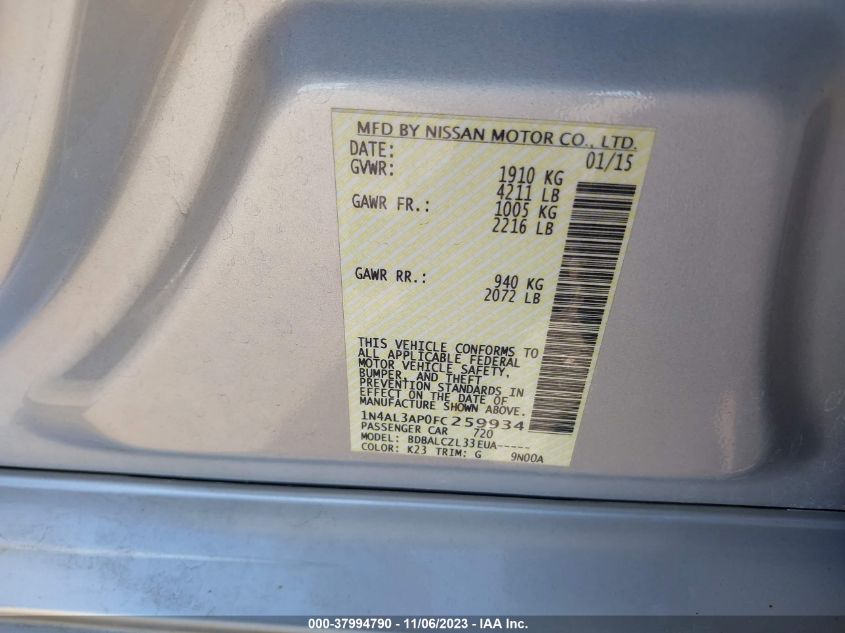 MFD BY NISSAN MOTOR CO., LTD.
DATE: 01/15
GVWR: 1910 KG
4211 LB
GAWR FR.: 1005 KG
2216 LB
GAWR RR.: 940 KG
2072 LB
THIS VEHICLE CONFORMS TO
ALL APPLICABLE FEDERAL
MOTOR VEHICLE SAFETY,
BUMPER, AND THEFT
PREVENTION STANDARDS IN
EFFECT ON THE DATE OF
MANUFACTURE SHOWN ABOVE.
1N4AL3AP0FC259934
PASSENGER CAR 720
MODEL: BDBALCZL33EUA-----
COLOR: K23 TRIM: G 9N00A
000-37994790 - 11/06/2023 - IAA Inc.